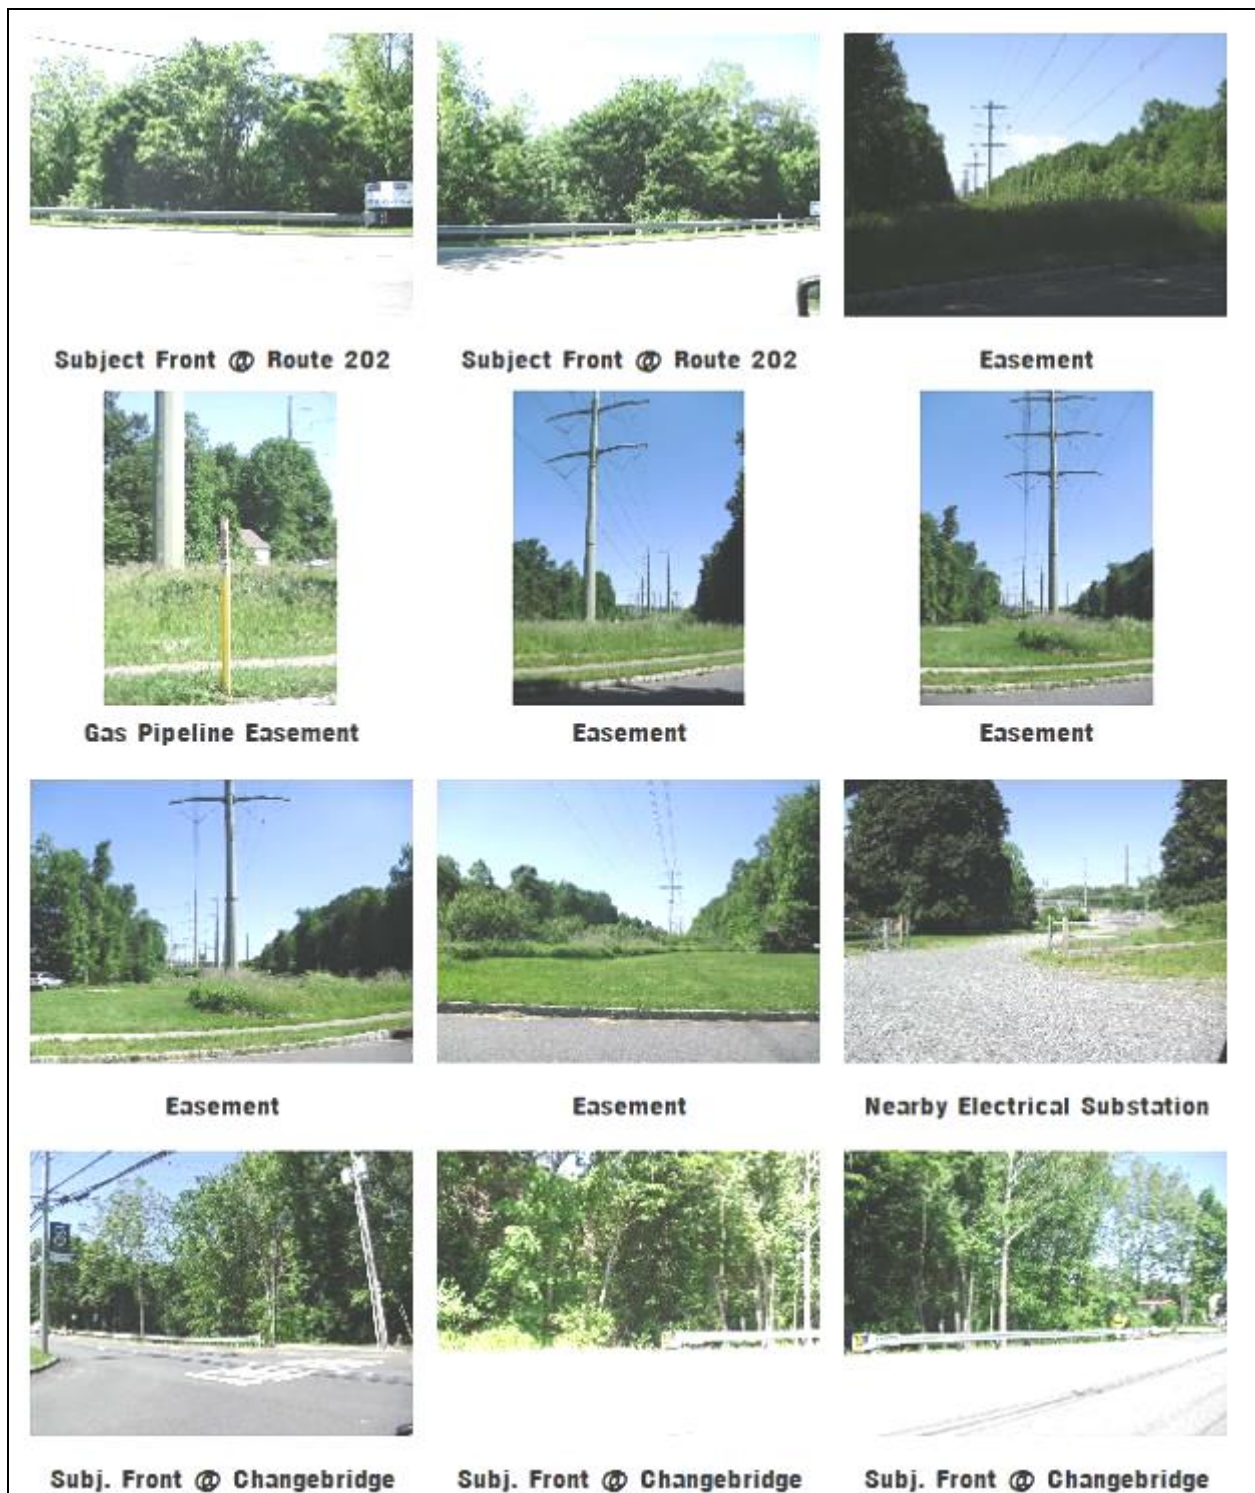 Subject Front @ Route 202
Subject Front @ Route 202
Easement
Gas Pipeline Easement
Easement
Easement
Easement
Easement
Nearby Electrical Substation
Subj. Front @ Changebridge
Subj. Front @ Changebridge
Subj. Front @ Changebridge